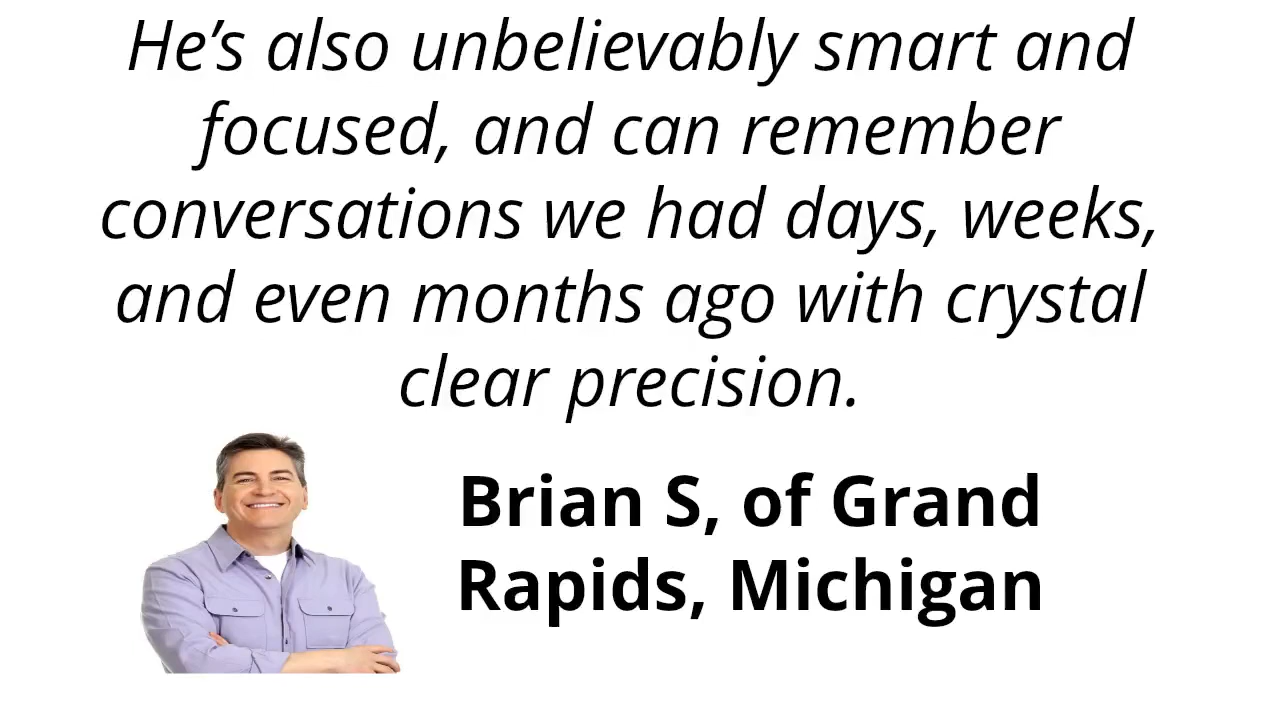 He’s also unbelievably smart and
focused, and can remember
conversations we had days, weeks,
and even months ago with crystal
clear precision.
Brian S, of Grand
Rapids, Michigan